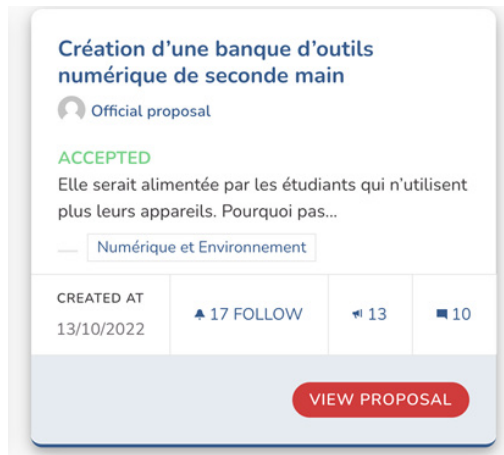 Création d'une banque d'outils
numérique de seconde main
Official proposal
ACCEPTED
Elle serait alimentée par les étudiants qui n'utilisent
plus leurs appareils. Pourquoi pas...
Numérique et Environnement
CREATED AT
13/10/2022
17 FOLLOW
13
10
VIEW PROPOSAL